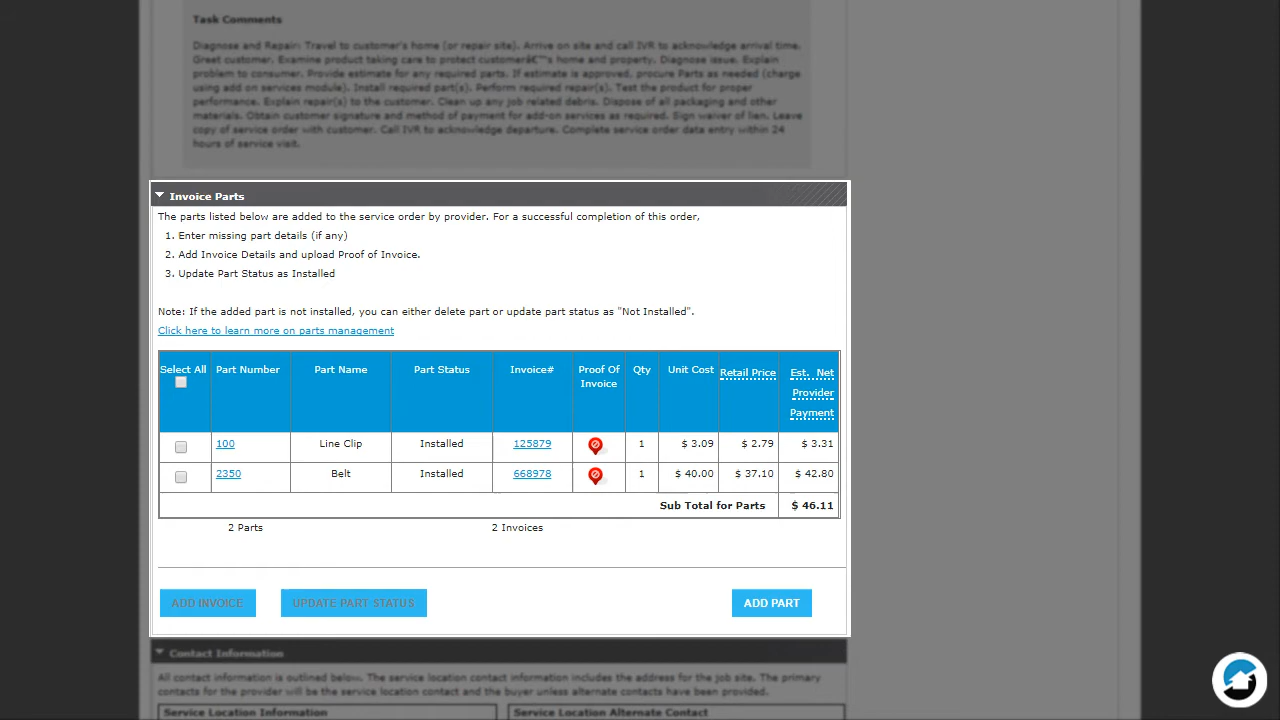 Task Comments
Diagnose and Repair: Travel to customer's home (or repair site). Arrive on site and call IVR to acknowledge arrival time.
Greet customer. Examine product taking care to protect customerâ€™s home and property. Diagnose issue. Explain
problem to consumer. Provide estimate for any required parts. If estimate is approved, procure Parts as needed (charge
using add on services module). Install required part(s). Perform required repair(s). Test the product for proper
performance. Explain repair(s) to the customer. Clean up any job related debris. Dispose of all packaging and other
materials. Obtain customer signature and method of payment for add-on services as required. Sign waiver of lien. Leave
copy of service order with customer. Call IVR to acknowledge departure. Complete service order data entry within 24
hours of service visit.
Invoice Parts
The parts listed below are added to the service order by provider. For a successful completion of this order,
1. Enter missing part details (if any)
2. Add Invoice Details and upload Proof of Invoice.
3. Update Part Status as Installed
Note: If the added part is not installed, you can either delete part or update part status as "Not Installed".
Click here to learn more on parts management
Select All Part Number Part Name Part Status Invoice# Proof Of Invoice Qty Unit Cost Retail Price Est. Net Provider Payment
100 Line Clip Installed 125879 1 $ 3.09 $ 2.79 $ 3.31
2350 Belt Installed 668978 1 $ 40.00 $ 37.10 $ 42.80
Sub Total for Parts $ 46.11
2 Parts 2 Invoices
ADD INVOICE UPDATE PART STATUS ADD PART
Contact Information
All contact information is outlined below. The service location contact information includes the address for the job site. The primary
contacts for the provider will be the service location contact and the buyer unless alternate contacts have been provided.
Service Location Information Service Location Alternate Contact